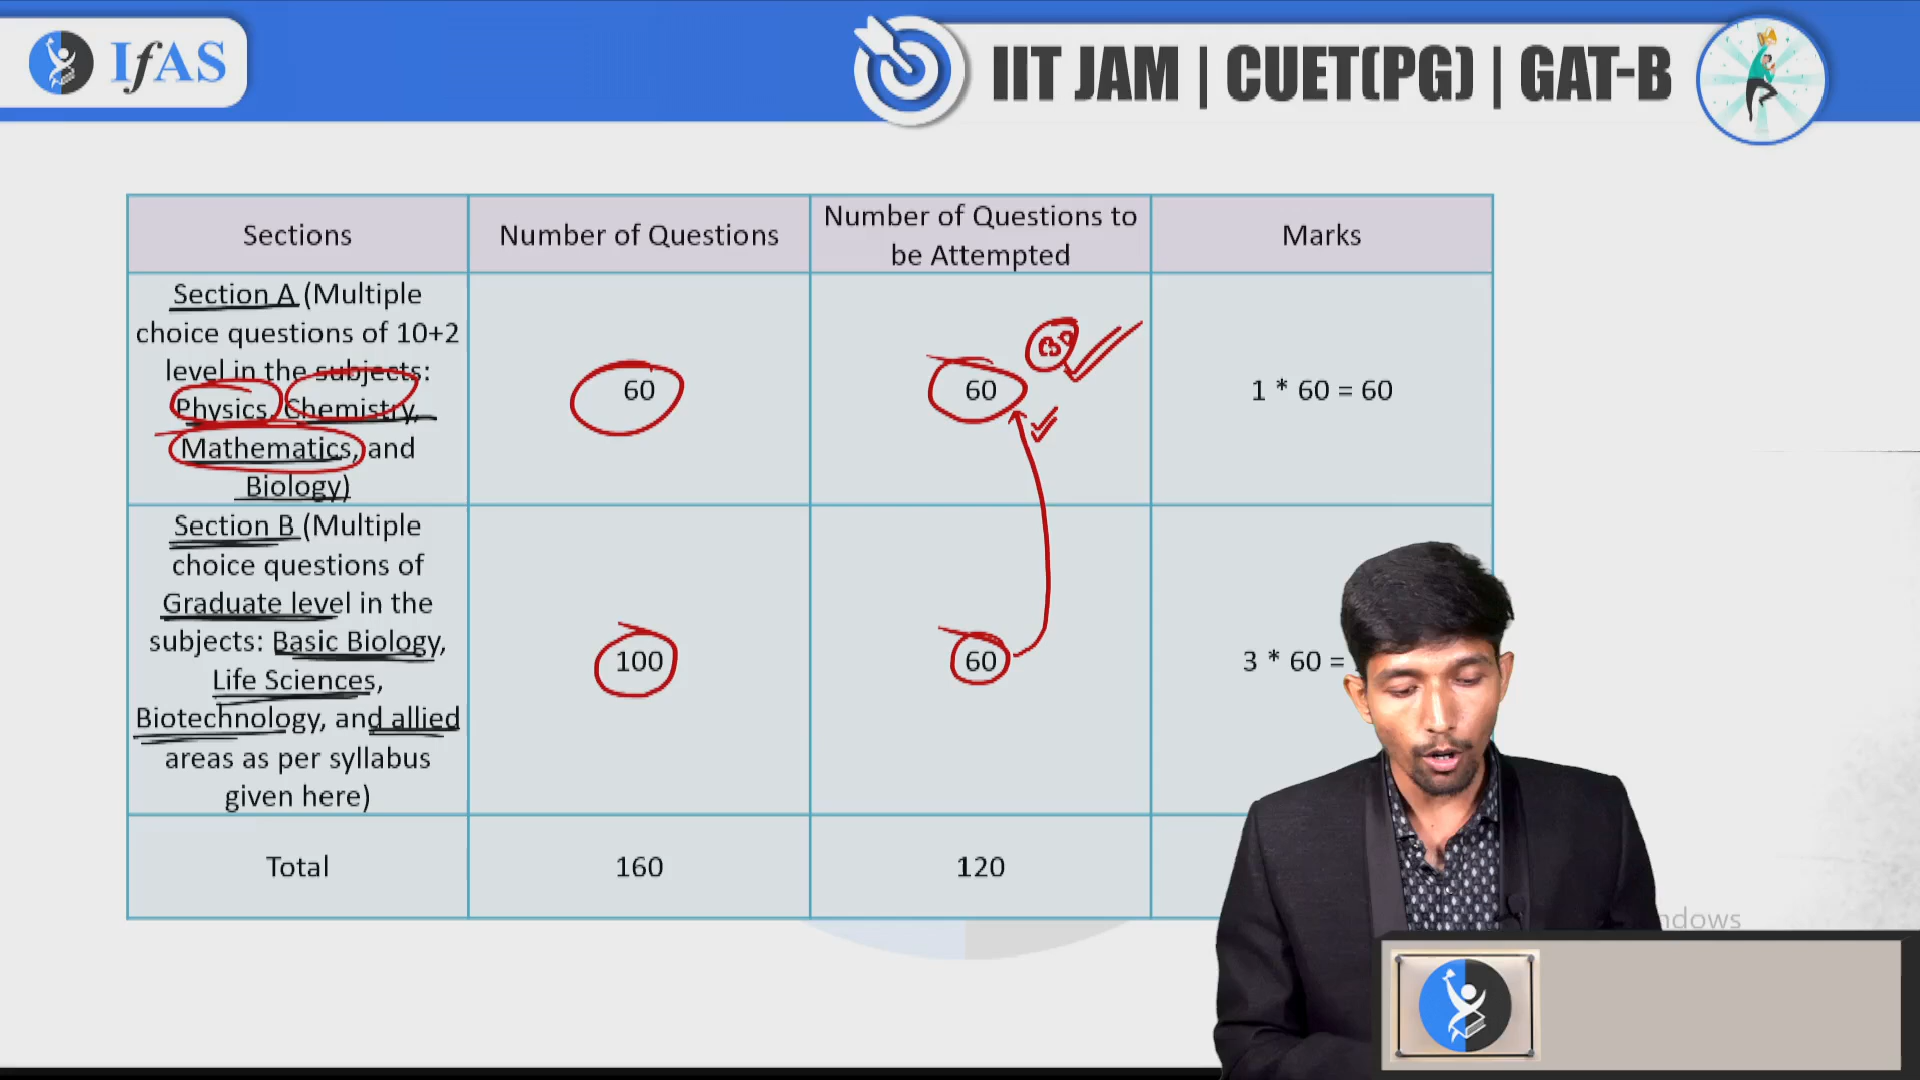 IfAS
IIT JAM | CUET(PG) | GAT-B
Sections
Number of Questions
Number of Questions to
be Attempted
Marks
Section A (Multiple
choice questions of 10+2
level in the subjects:
Physics, Chemistry,
Mathematics, and
Biology)
60
60
30
1 * 60 = 60
Section B (Multiple
choice questions of
Graduate level in the
subjects: Basic Biology,
Life Sciences,
Biotechnology, and allied
areas as per syllabus
given here)
100
60
3 * 60 =
Total
160
120